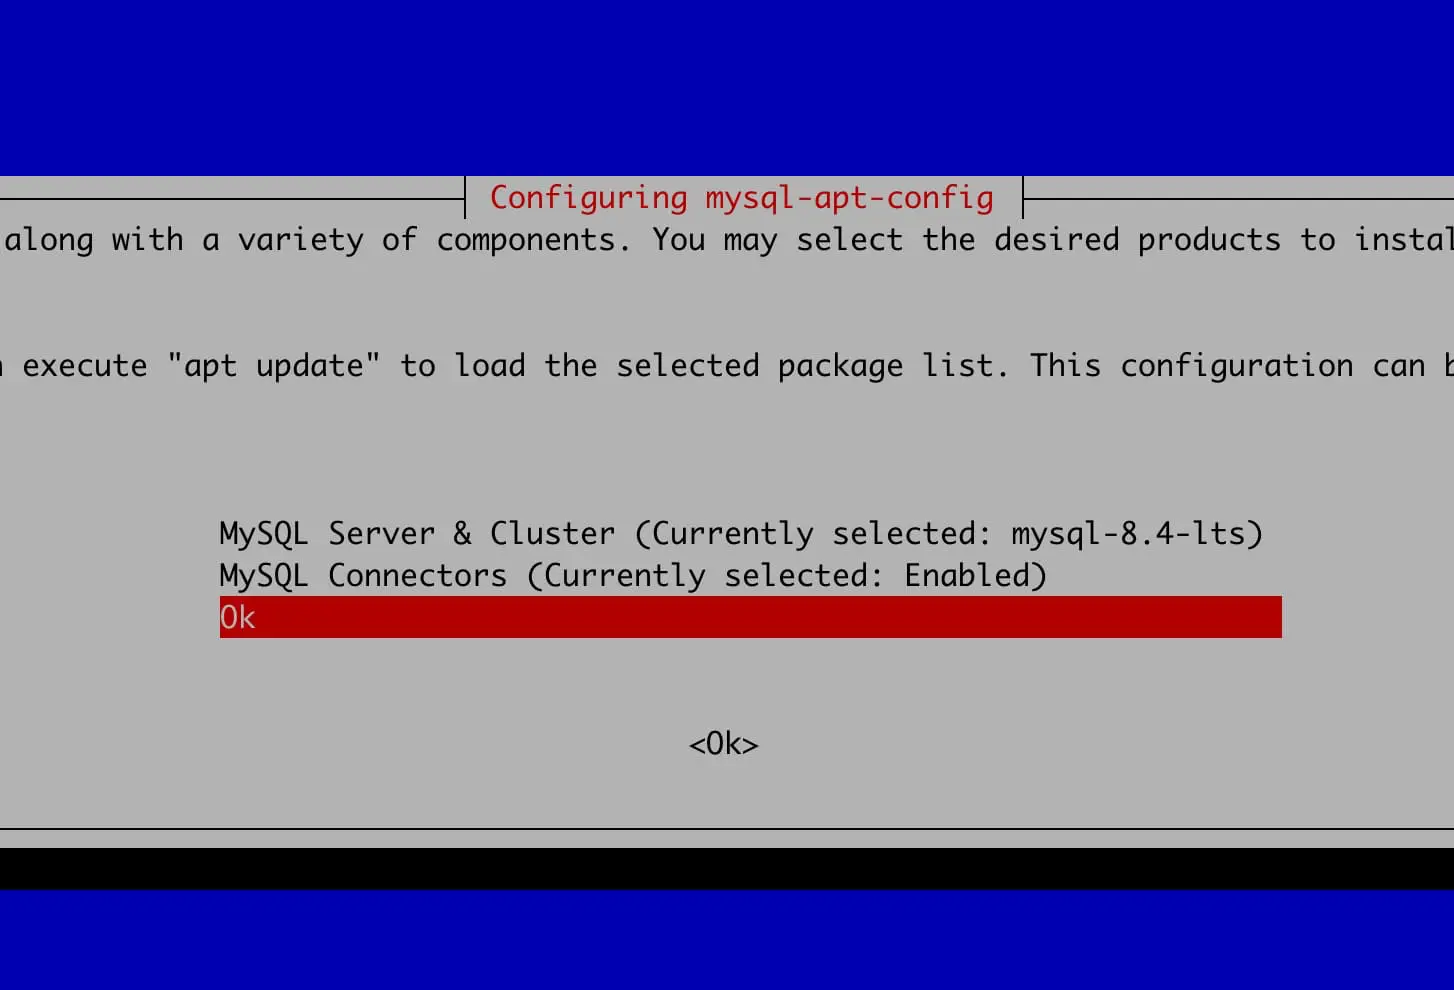 Configuring mysql-apt-config
along with a variety of components. You may select the desired products to instal
execute "apt update" to load the selected package list. This configuration can
MySQL Server & Cluster (Currently selected: mysql-8.4-lts)
MySQL Connectors (Currently selected: Enabled)
Ok
<Ok>